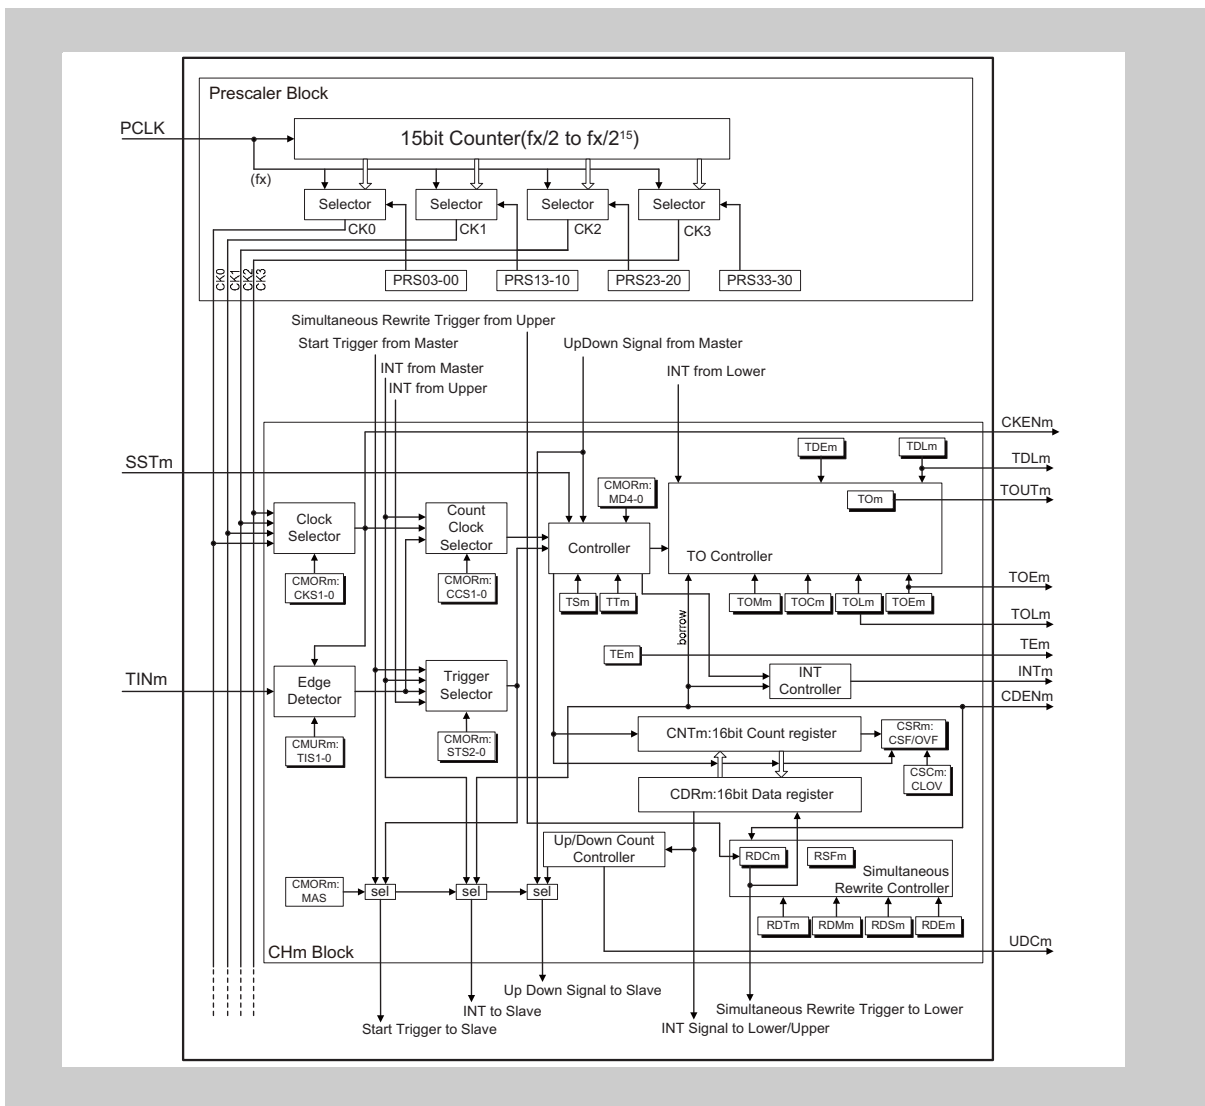 Prescaler Block
PCLK
15bit Counter(fx/2 to fx/2¹⁵)
(fx)
Selector
Selector
Selector
Selector
CK0
CK1
CK2
CK3
CK0
CK1
CK2
CK3
PRS03-00
PRS13-10
PRS23-20
PRS33-30
Simultaneous Rewrite Trigger from Upper
Start Trigger from Master
UpDown Signal from Master
INT from Master
INT from Lower
INT from Upper
CKENm
SSTm
TDEm
TDLm
TDLm
CMORm:
MD4-0
TOm
TOUTm
Clock
Selector
Count
Clock
Selector
Controller
TO Controller
CMORm:
CKS1-0
CMORm:
CCS1-0
TSm
TTm
TOMm
TOCm
TOLm
TOEm
TOEm
TOLm
borrow
TEm
TEm
TINm
Edge
Detector
Trigger
Selector
INT
Controller
INTm
CDENm
CMURm:
TIS1-0
CMORm:
STS2-0
CNTm:16bit Count register
CSRm:
CSF/OVF
CSCm:
CLOV
CDRm:16bit Data register
Up/Down Count
Controller
RDCm
RSFm
Simultaneous
Rewrite Controller
CMORm:
MAS
sel
sel
sel
RDTm
RDMm
RDSm
RDEm
UDCm
CHm Block
Up Down Signal to Slave
INT to Slave
Simultaneous Rewrite Trigger to Lower
Start Trigger to Slave
INT Signal to Lower/Upper